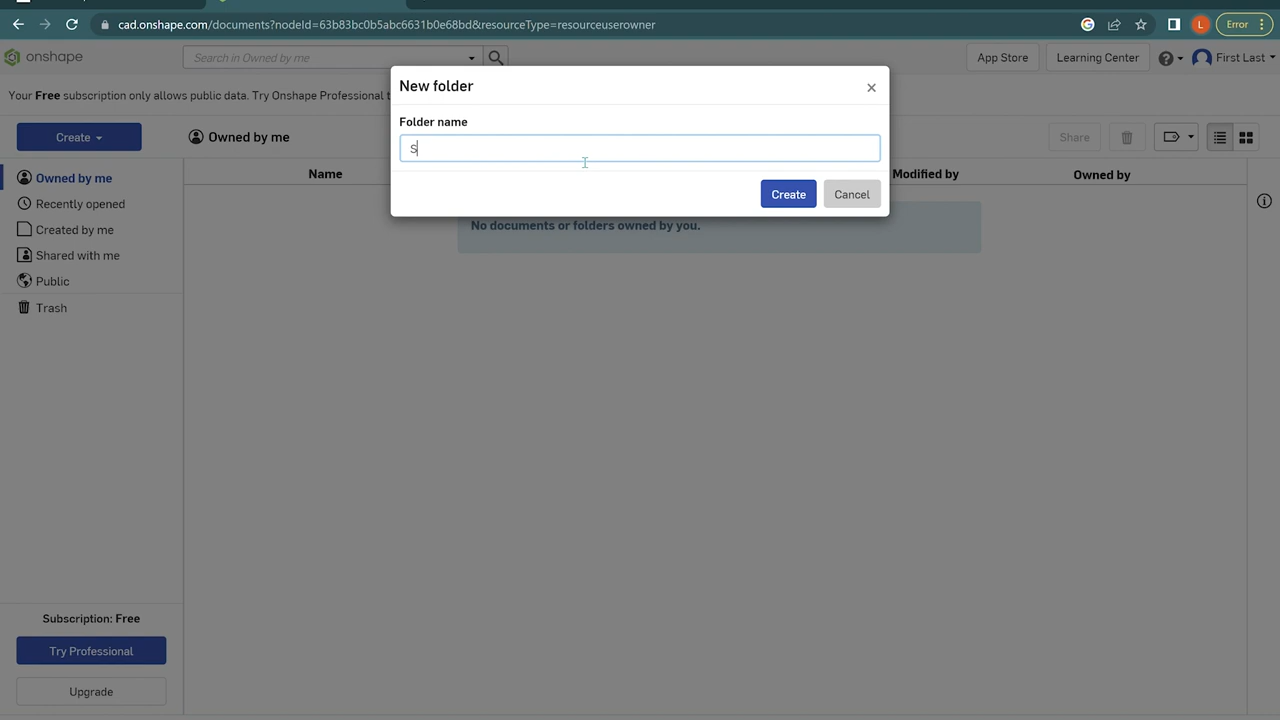 cad.onshape.com/documents?nodeId=63b83bc0b5abc6631b0e68bd&resourceType=resourceuserowner
L
Error
onshape
Search in Owned by me
App Store
Learning Center
First Last
Your Free subscription only allows public data. Try Onshape Professional t
New folder
Folder name
S
Create
Cancel
Create
Owned by me
Share
Name
Modified by
Owned by
No documents or folders owned by you.
Owned by me
Recently opened
Created by me
Shared with me
Public
Trash
Subscription: Free
Try Professional
Upgrade